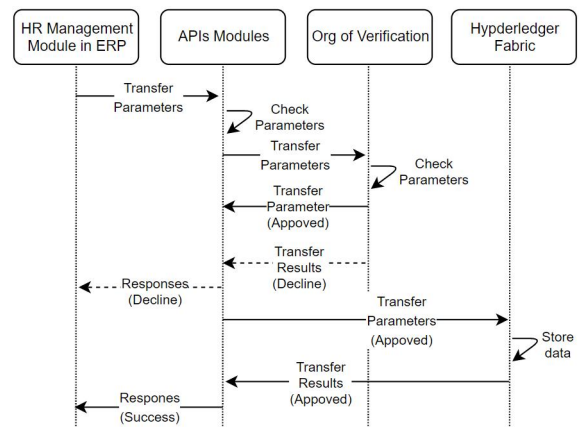 HR Management
Module in ERP
APIs Modules
Org of Verification
Hypderledger
Fabric
Transfer
Parameters
Check
Parameters
Transfer
Parameters
Check
Parameters
Transfer
Parameter
(Appoved)
Transfer
Results
(Decline)
Responses
(Decline)
Transfer
Parameters
(Appoved)
Store
data
Transfer
Results
(Appoved)
Respones
(Success)